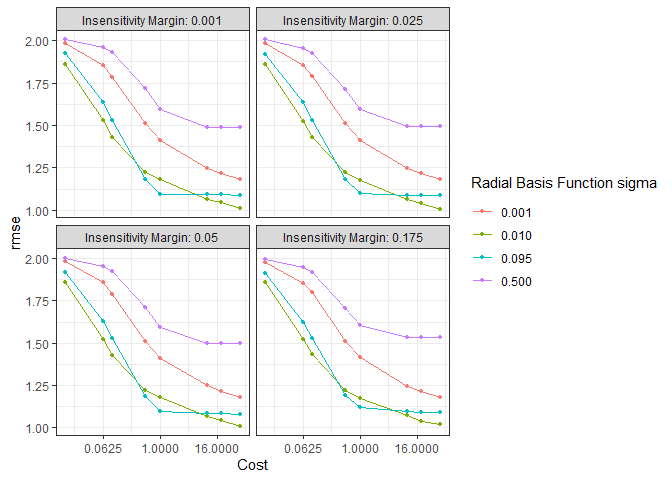 Insensitivity Margin: 0.001
Insensitivity Margin: 0.025
2.00
1.75
1.50
1.25
1.00
Insensitivity Margin: 0.05
Insensitivity Margin: 0.175
2.00
1.75
1.50
1.25
1.00
0.0625 1.0000 16.0000
0.0625 1.0000 16.0000
Cost
rmse
Radial Basis Function sigma
0.001
0.010
0.095
0.500